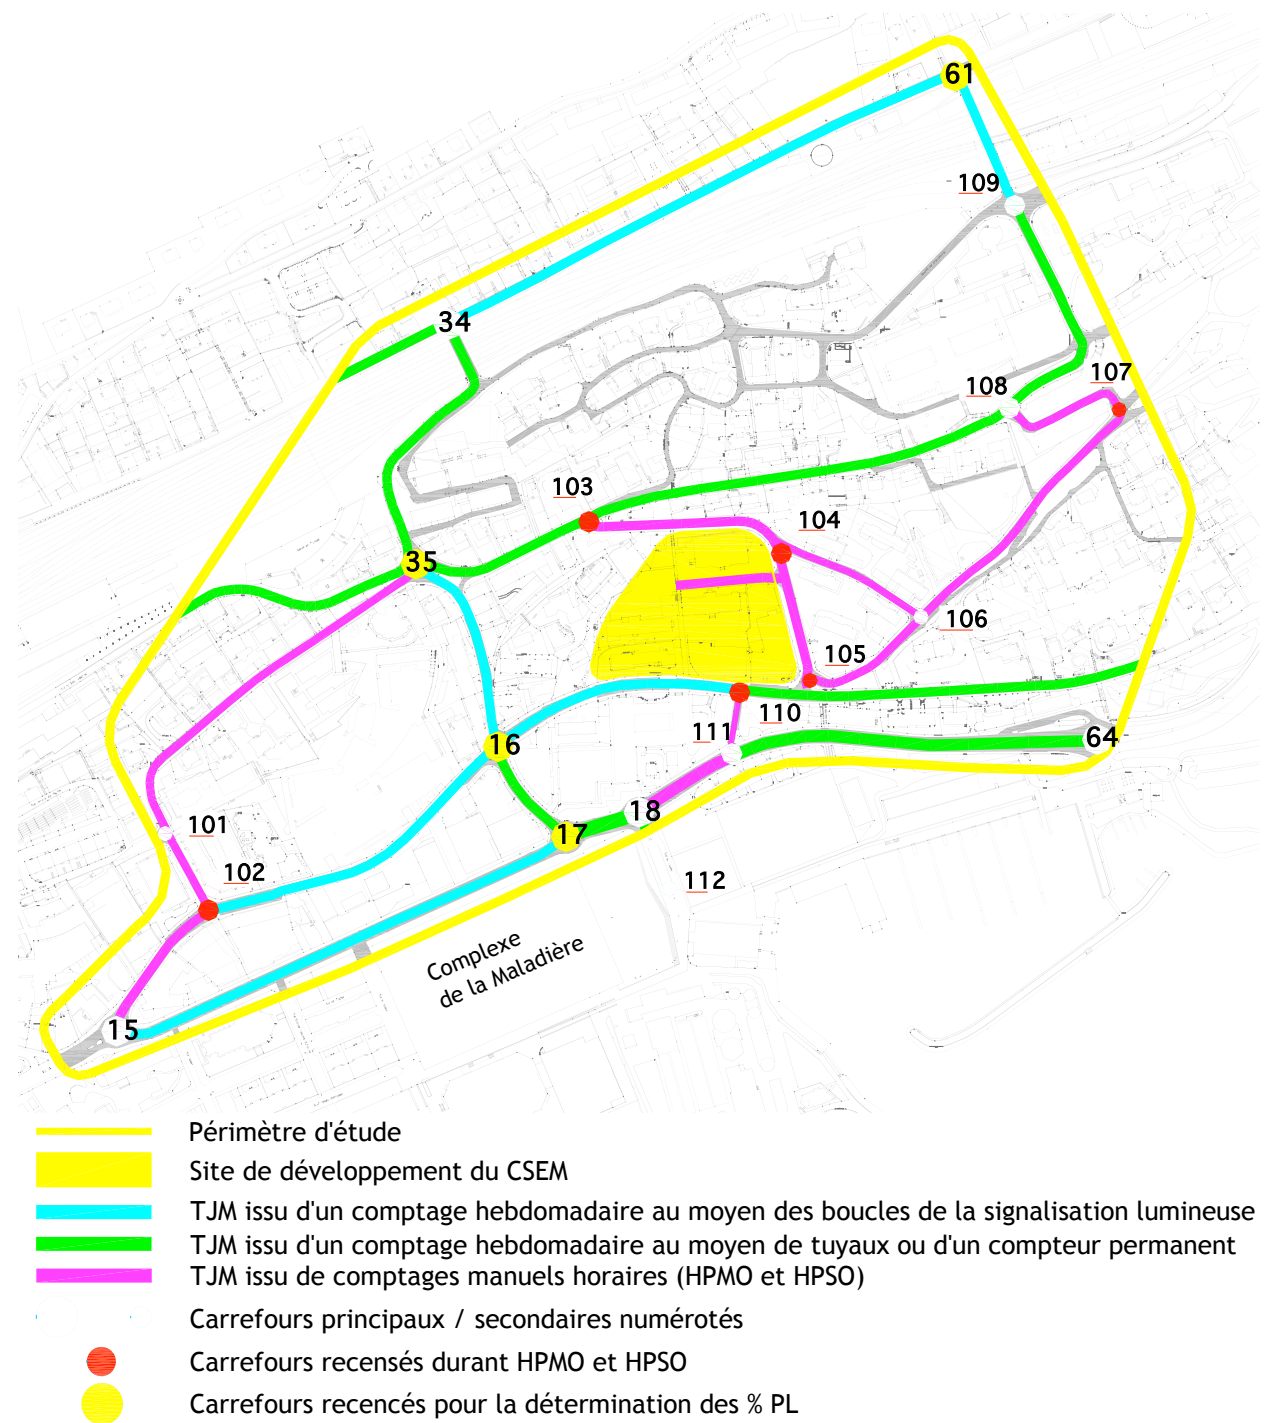 61
109
34
107
108
103
104
35
106
105
110
111
64
16
18
17
101
102
112
Complexe
de la Maladière
15
Périmètre d'étude
Site de développement du CSEM
TJM issu d'un comptage hebdomadaire au moyen des boucles de la signalisation lumineuse
TJM issu d'un comptage hebdomadaire au moyen de tuyaux ou d'un compteur permanent
TJM issu de comptages manuels horaires (HPMO et HPSO)
Carrefours principaux / secondaires numérotés
Carrefours recensés durant HPMO et HPSO
Carrefours recencés pour la détermination des % PL